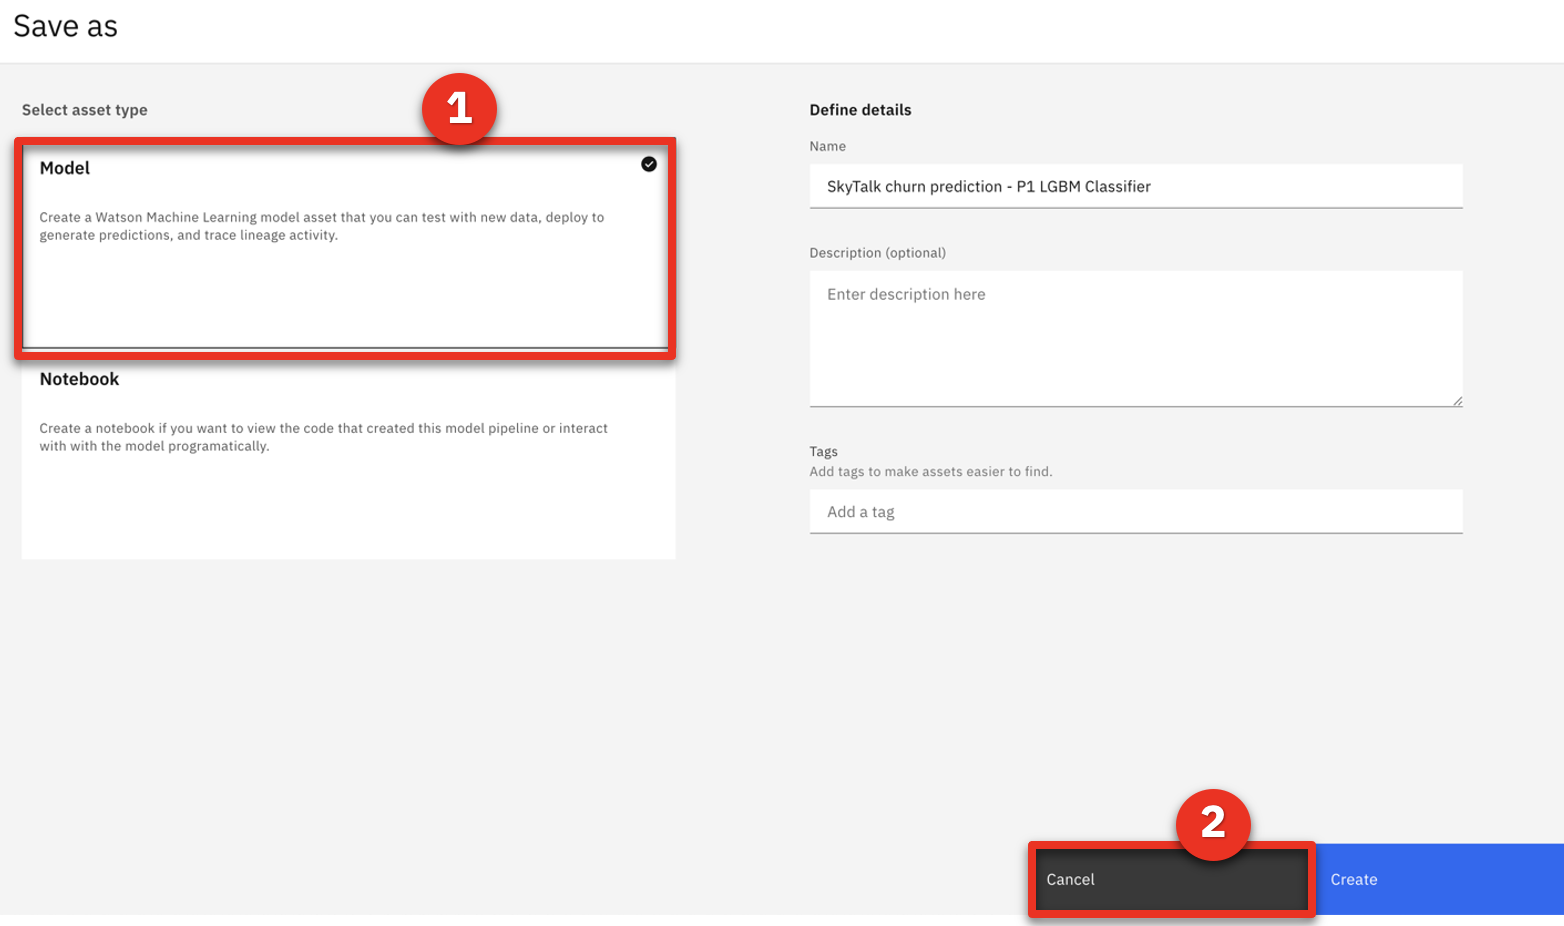 Save as
Select asset type
1
Model
Create a Watson Machine Learning model asset that you can test with new data, deploy to
generate predictions, and trace lineage activity.
Notebook
Create a notebook if you want to view the code that created this model pipeline or interact
with with the model programatically.
Define details
Name
SkyTalk churn prediction - P1 LGBM Classifier
Description (optional)
Enter description here
Tags
Add tags to make assets easier to find.
Add a tag
2
Cancel
Create